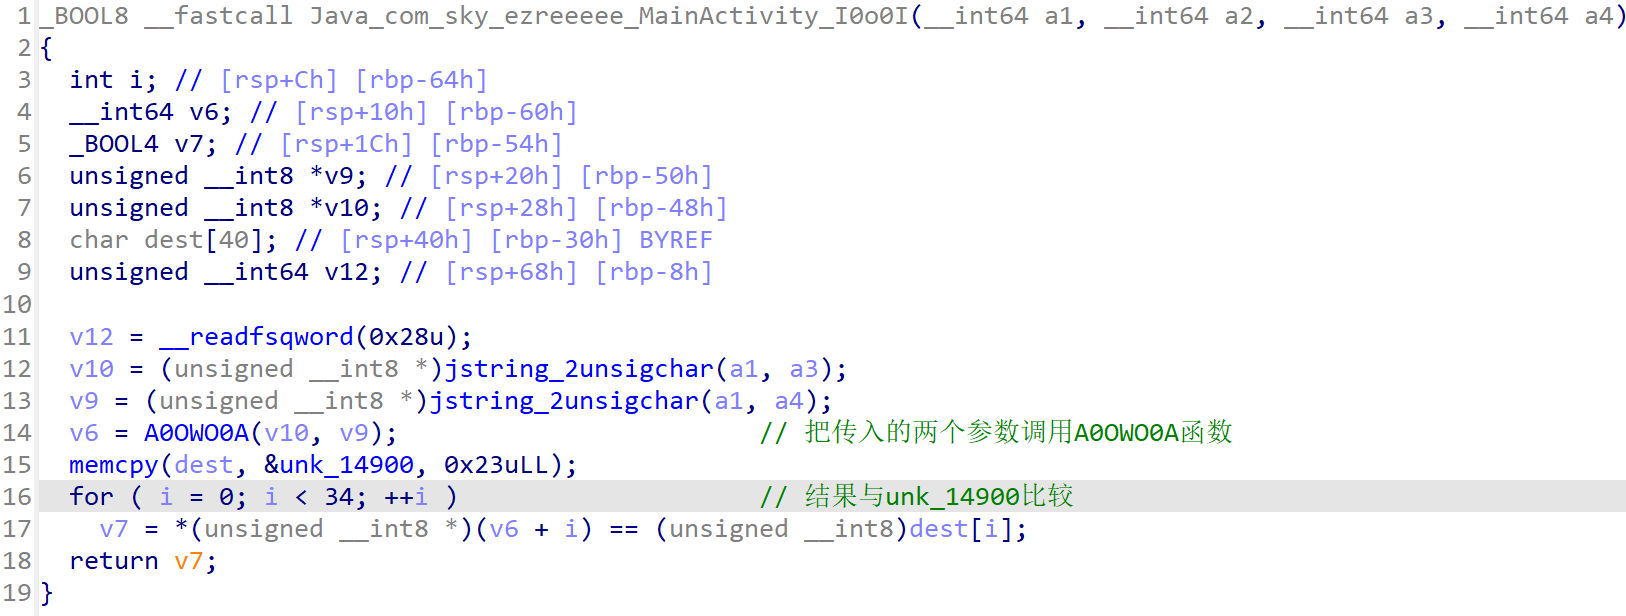 1 _BOOL8 __fastcall Java_com_sky_ezreeeee_MainActivity_I0o0I(__int64 a1, __int64 a2, __int64 a3, __int64 a4)
2 {
3   int i; // [rsp+Ch] [rbp-64h]
4   __int64 v6; // [rsp+10h] [rbp-60h]
5   _BOOL4 v7; // [rsp+1Ch] [rbp-54h]
6   unsigned __int8 *v9; // [rsp+20h] [rbp-50h]
7   unsigned __int8 *v10; // [rsp+28h] [rbp-48h]
8   char dest[40]; // [rsp+40h] [rbp-30h] BYREF
9   unsigned __int64 v12; // [rsp+68h] [rbp-8h]
10
11   v12 = __readfsqword(0x28u);
12   v10 = (unsigned __int8 *)jstring_2unsigchar(a1, a3);
13   v9 = (unsigned __int8 *)jstring_2unsigchar(a1, a4);
14   v6 = A0OWO0A(v10, v9);                        // 把传入的两个参数调用A0OWO0A函数
15   memcpy(dest, &unk_14900, 0x23uLL);
16   for ( i = 0; i < 34; ++i )                    // 结果与unk_14900比较
17     v7 = *(unsigned __int8 *)(v6 + i) == (unsigned __int8)dest[i];
18   return v7;
19 }